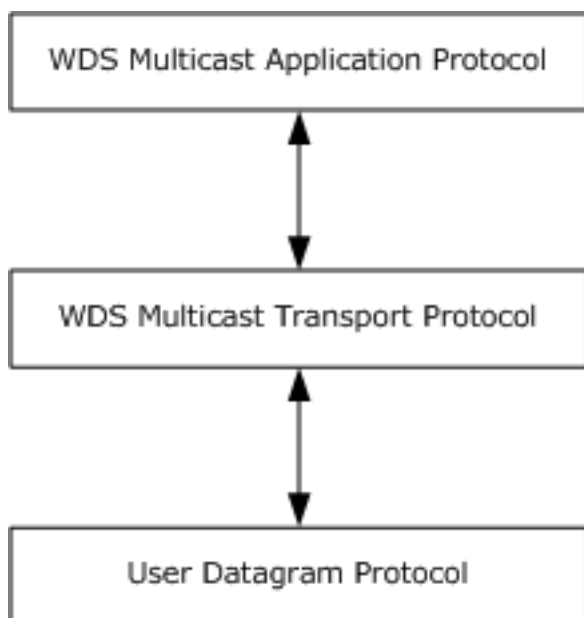 WDS Multicast Application Protocol
WDS Multicast Transport Protocol
User Datagram Protocol